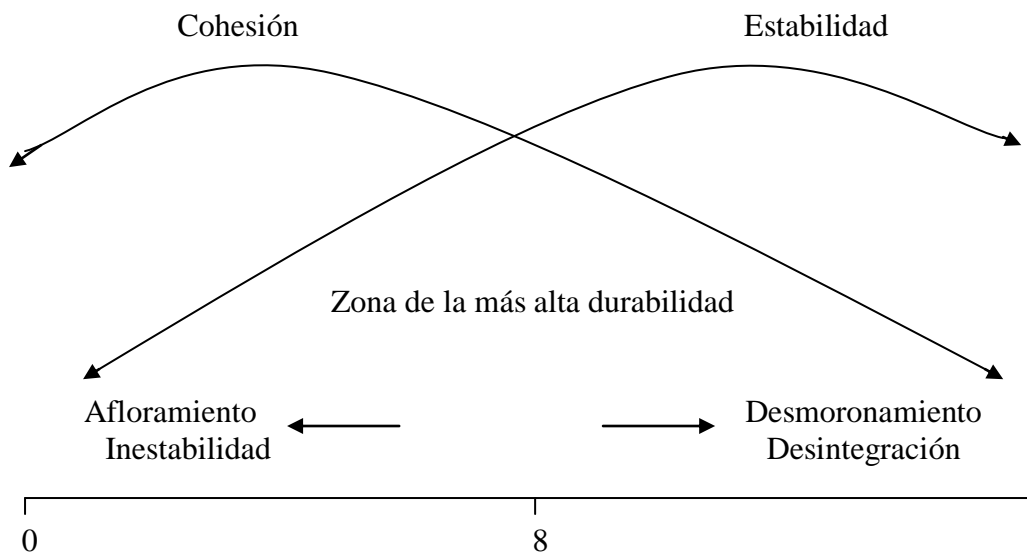 Cohesión
Estabilidad
Zona de la más alta durabilidad
Afloramiento
Inestabilidad
Desmoronamiento
Desintegración
0
8